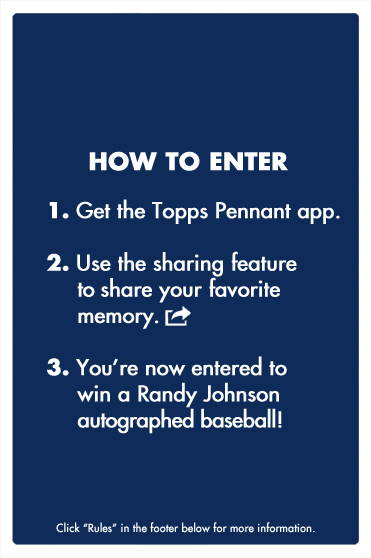 HOW TO ENTER
1. Get the Topps Pennant app.
2. Use the sharing feature
to share your favorite
memory.
3. You’re now entered to
win a Randy Johnson
autographed baseball!
Click “Rules” in the footer below for more information.